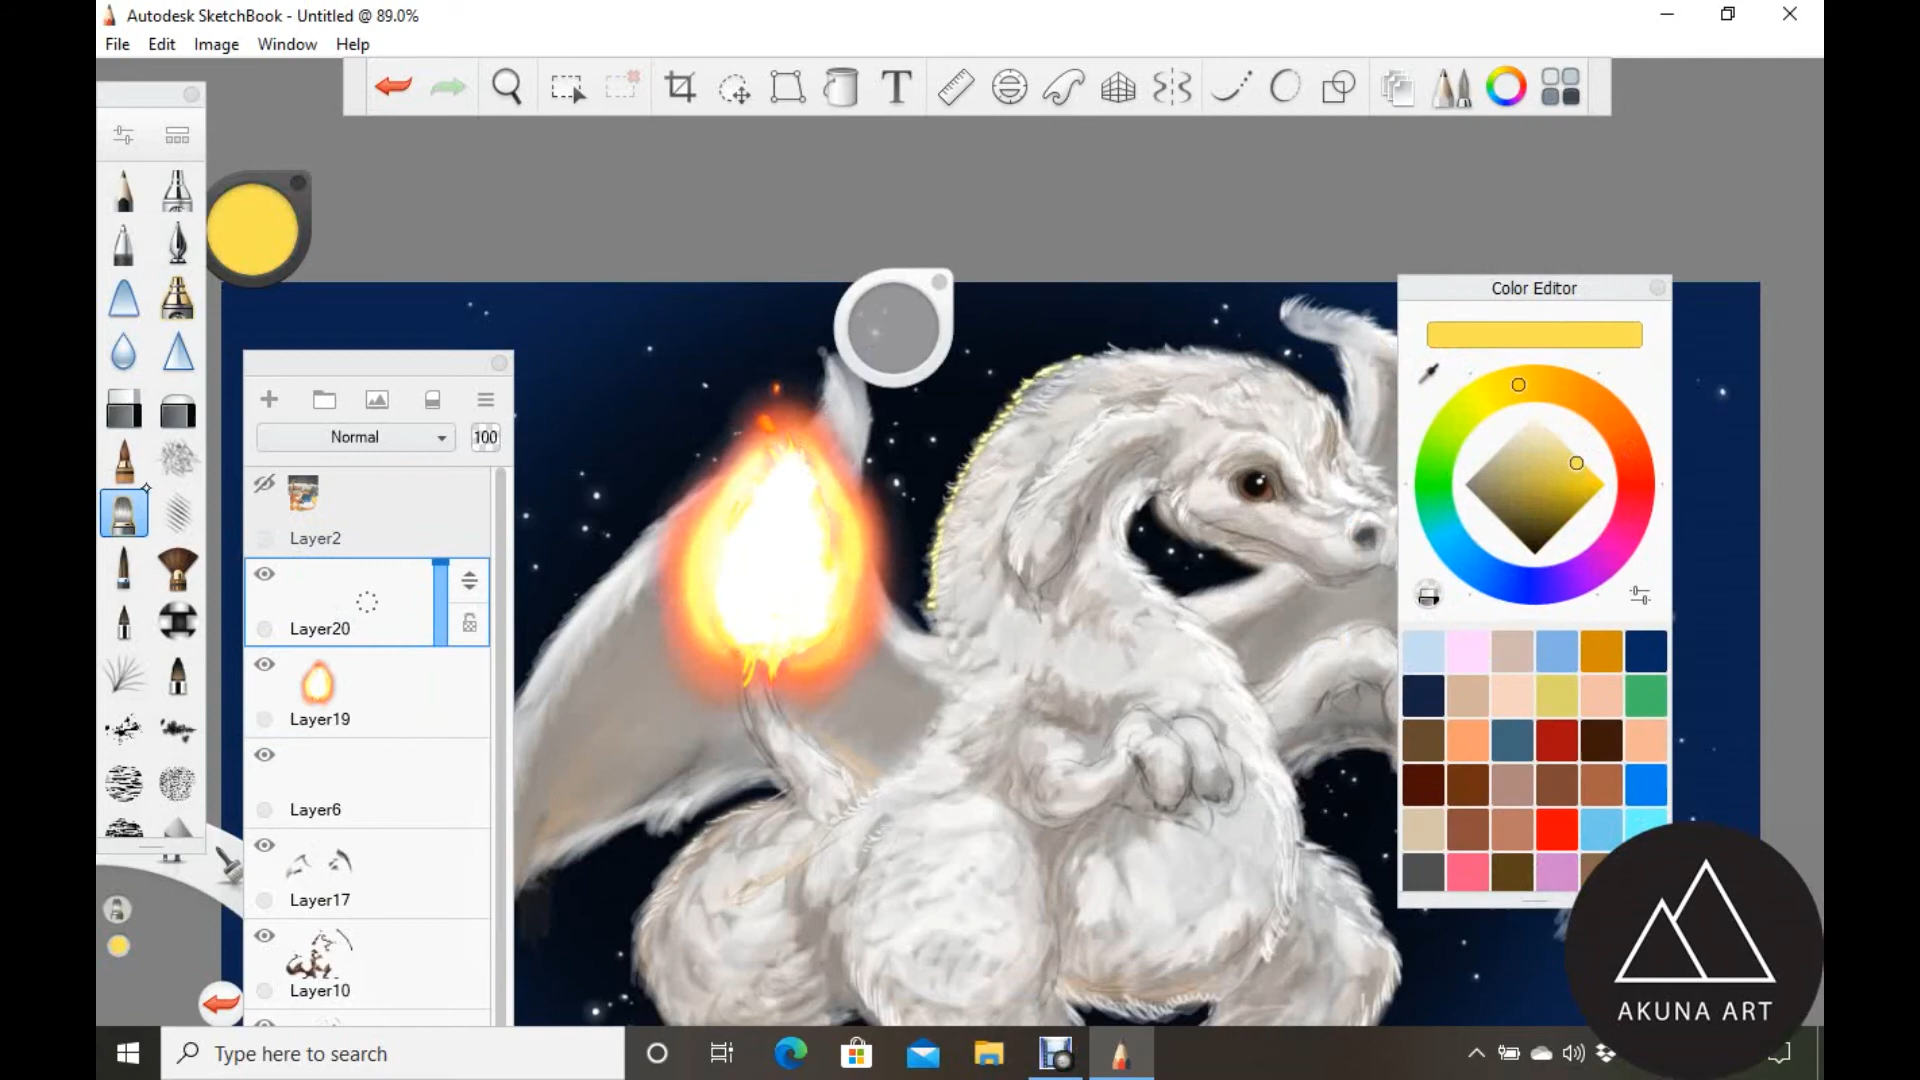 Autodesk SketchBook - Untitled @ 89.0%
File Edit Image Window Help
T
Color Editor
Normal 100
Layer2
Layer20
Layer19
Layer6
Layer17
Layer10
AKUNA ART
Type here to search